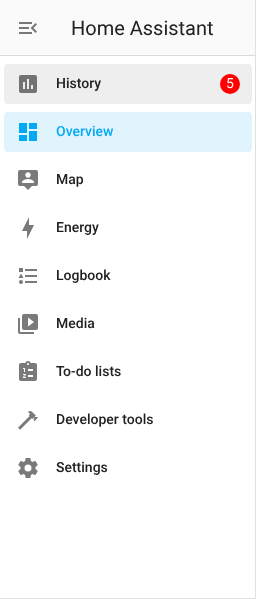 Home Assistant
History 5
Overview
Map
Energy
Logbook
Media
To-do lists
Developer tools
Settings